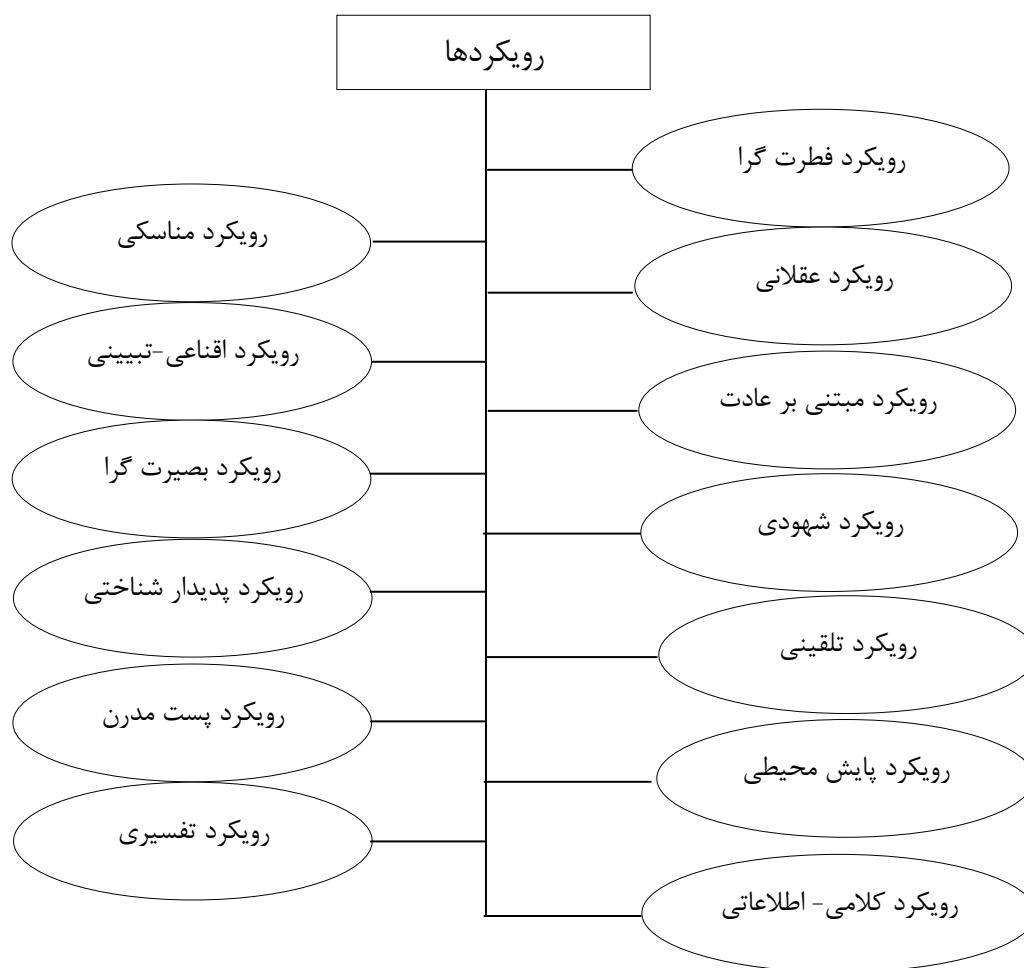 رویکردها
رویکرد فطرت گرا
رویکرد عقلانی
رویکرد مبتنی بر عادت
رویکرد شهودی
رویکرد تلقینی
رویکرد پایش محیطی
رویکرد کلامی- اطلاعاتی
رویکرد مناسکی
رویکرد اقناعی-تبیینی
رویکرد بصیرت گرا
رویکرد پدیدار شناختی
رویکرد پست مدرن
رویکرد تفسیری